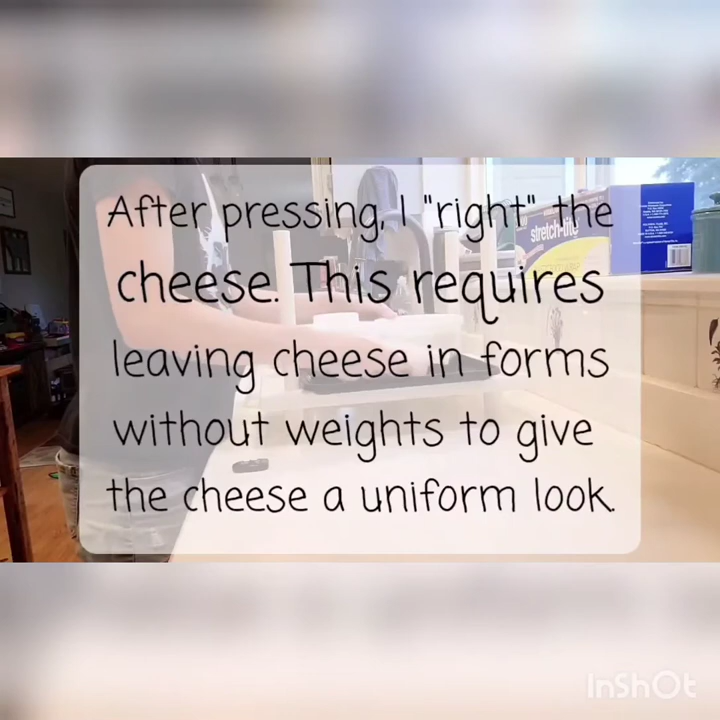 After pressing, I "right" the
cheese. This requires
leaving cheese in forms
without weights to give
the cheese a uniform look.
stretch-tite
InShOt